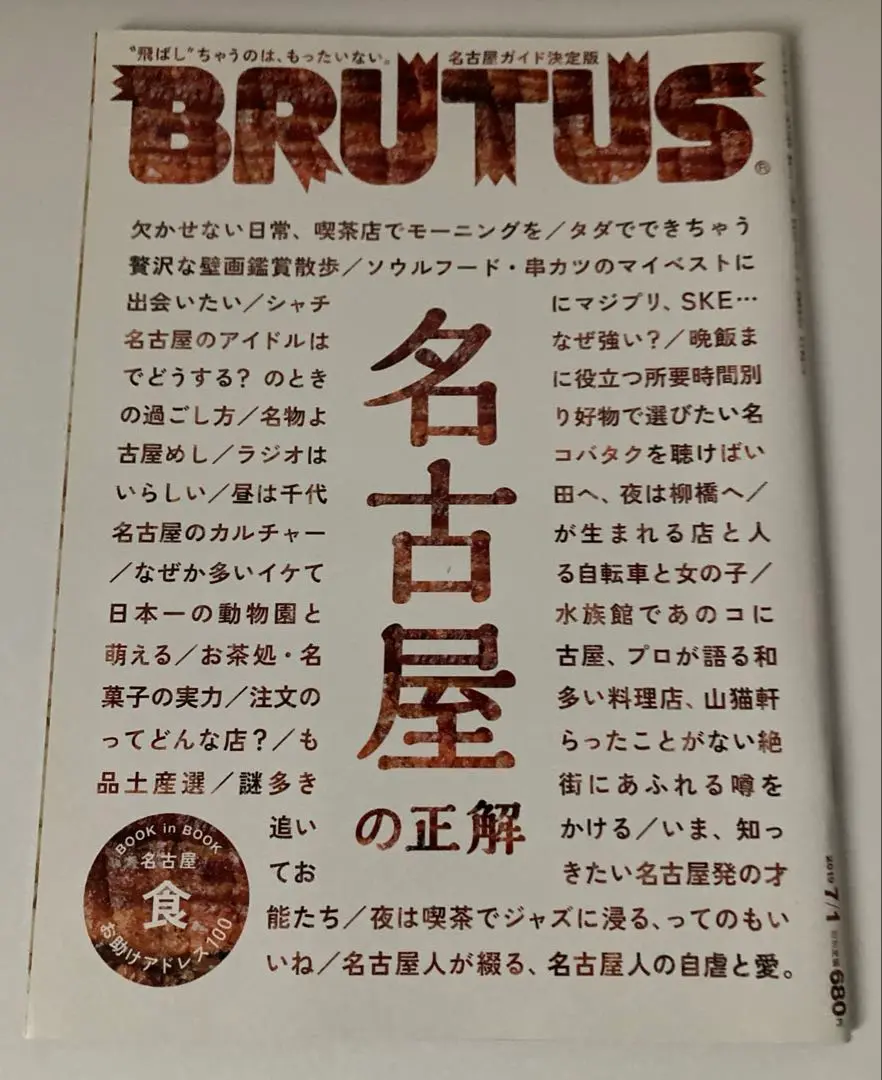 “飛ばし”ちゃうのは、もったいない。 名古屋ガイド決定版
BRUTUS®
欠かせない日常、喫茶店でモーニングを／タダでできちゃう
贅沢な壁画鑑賞散歩／ソウルフード・串カツのマイベストに
出会いたい／シャチ にマジプリ、SKE…
名古屋のアイドルは なぜ強い？／晩飯ま
でどうする？ のとき に役立つ所要時間別
の過ごし方／名物よ り好物で選びたい名
古屋めし／ラジオは コバタクを聴けばい
いらしい／昼は千代 田へ、夜は柳橋へ／
名古屋のカルチャー が生まれる店と人
／なぜか多いイケて る自転車と女の子／
日本一の動物園と 水族館であのコに
萌える／お茶処・名 古屋、プロが語る和
菓子の実力／注文の 多い料理店、山猫軒
ってどんな店？／も らったことがない絶
品土産選／謎多き 街にあふれる噂を
追い かける／いま、知っ
てお きたい名古屋発の才
能たち／夜は喫茶でジャズに浸る、ってのもい
いね／名古屋人が綴る、名古屋人の自虐と愛。
名古屋
の正解
BOOK in BOOK
名古屋
食
お助けアドレス100
2019 7/1
680円